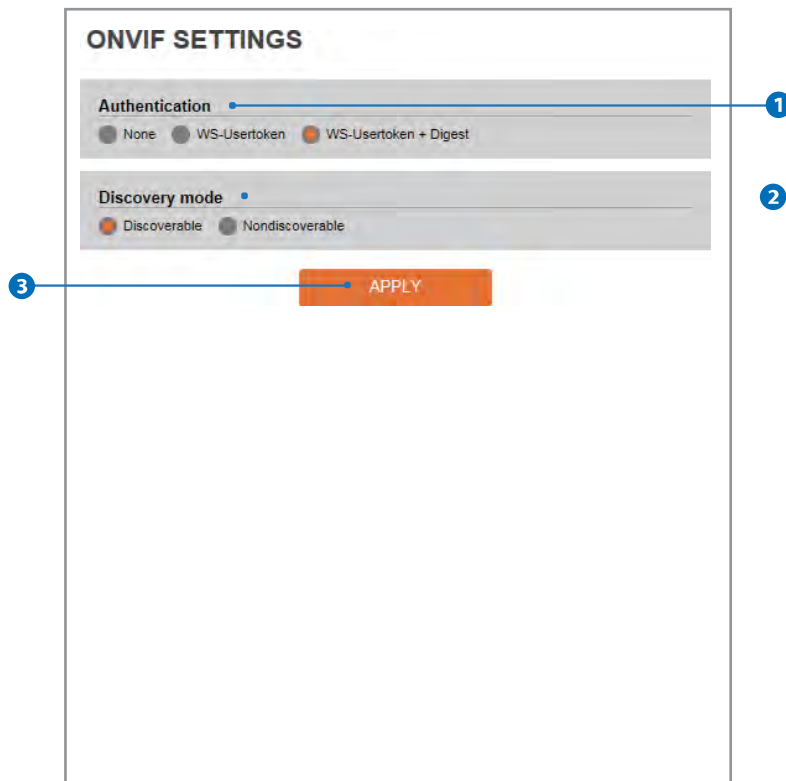 ONVIF SETTINGS
Authentication
1
None WS-Usertoken WS-Usertoken + Digest
Discovery mode
2
Discoverable Nondiscoverable
3
APPLY